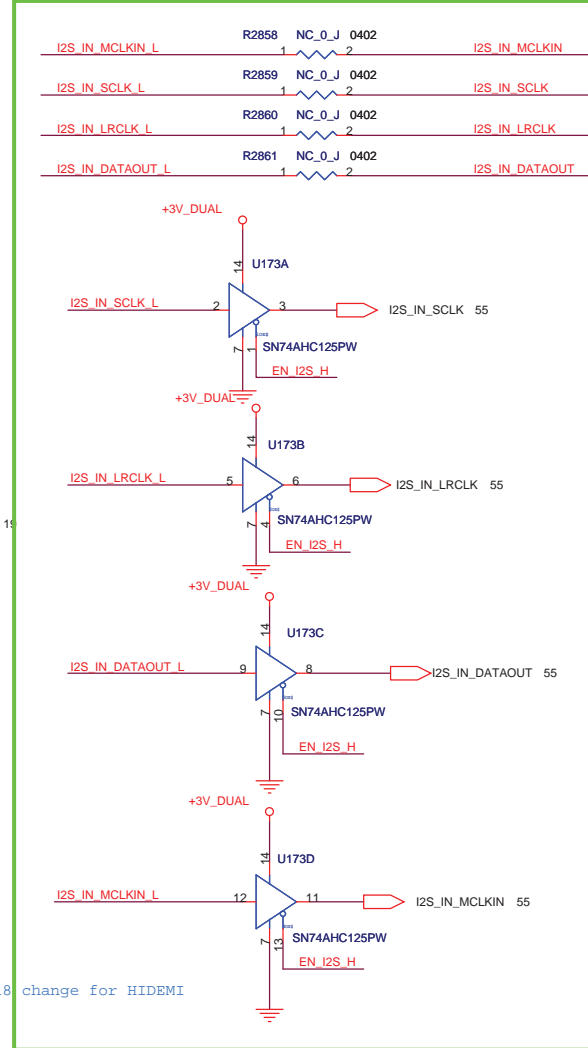 R2858 NC_0_J 0402
I2S_IN_MCLKIN_L 1 2 I2S_IN_MCLKIN
R2859 NC_0_J 0402
I2S_IN_SCLK_L 1 2 I2S_IN_SCLK
R2860 NC_0_J 0402
I2S_IN_LRCLK_L 1 2 I2S_IN_LRCLK
R2861 NC_0_J 0402
I2S_IN_DATAOUT_L 1 2 I2S_IN_DATAOUT
+3V_DUAL
14
U173A
I2S_IN_SCLK_L 2 3 I2S_IN_SCLK 55
SN74AHC125PW
7 1
EN_I2S_H
+3V_DUAL
14
U173B
I2S_IN_LRCLK_L 5 6 I2S_IN_LRCLK 55
SN74AHC125PW
7 4
19
EN_I2S_H
+3V_DUAL
14
U173C
I2S_IN_DATAOUT_L 9 8 I2S_IN_DATAOUT 55
SN74AHC125PW
7 10
EN_I2S_H
+3V_DUAL
14
U173D
I2S_IN_MCLKIN_L 12 11 I2S_IN_MCLKIN 55
SN74AHC125PW
7 13
EN_I2S_H
8 change for HIDEMI